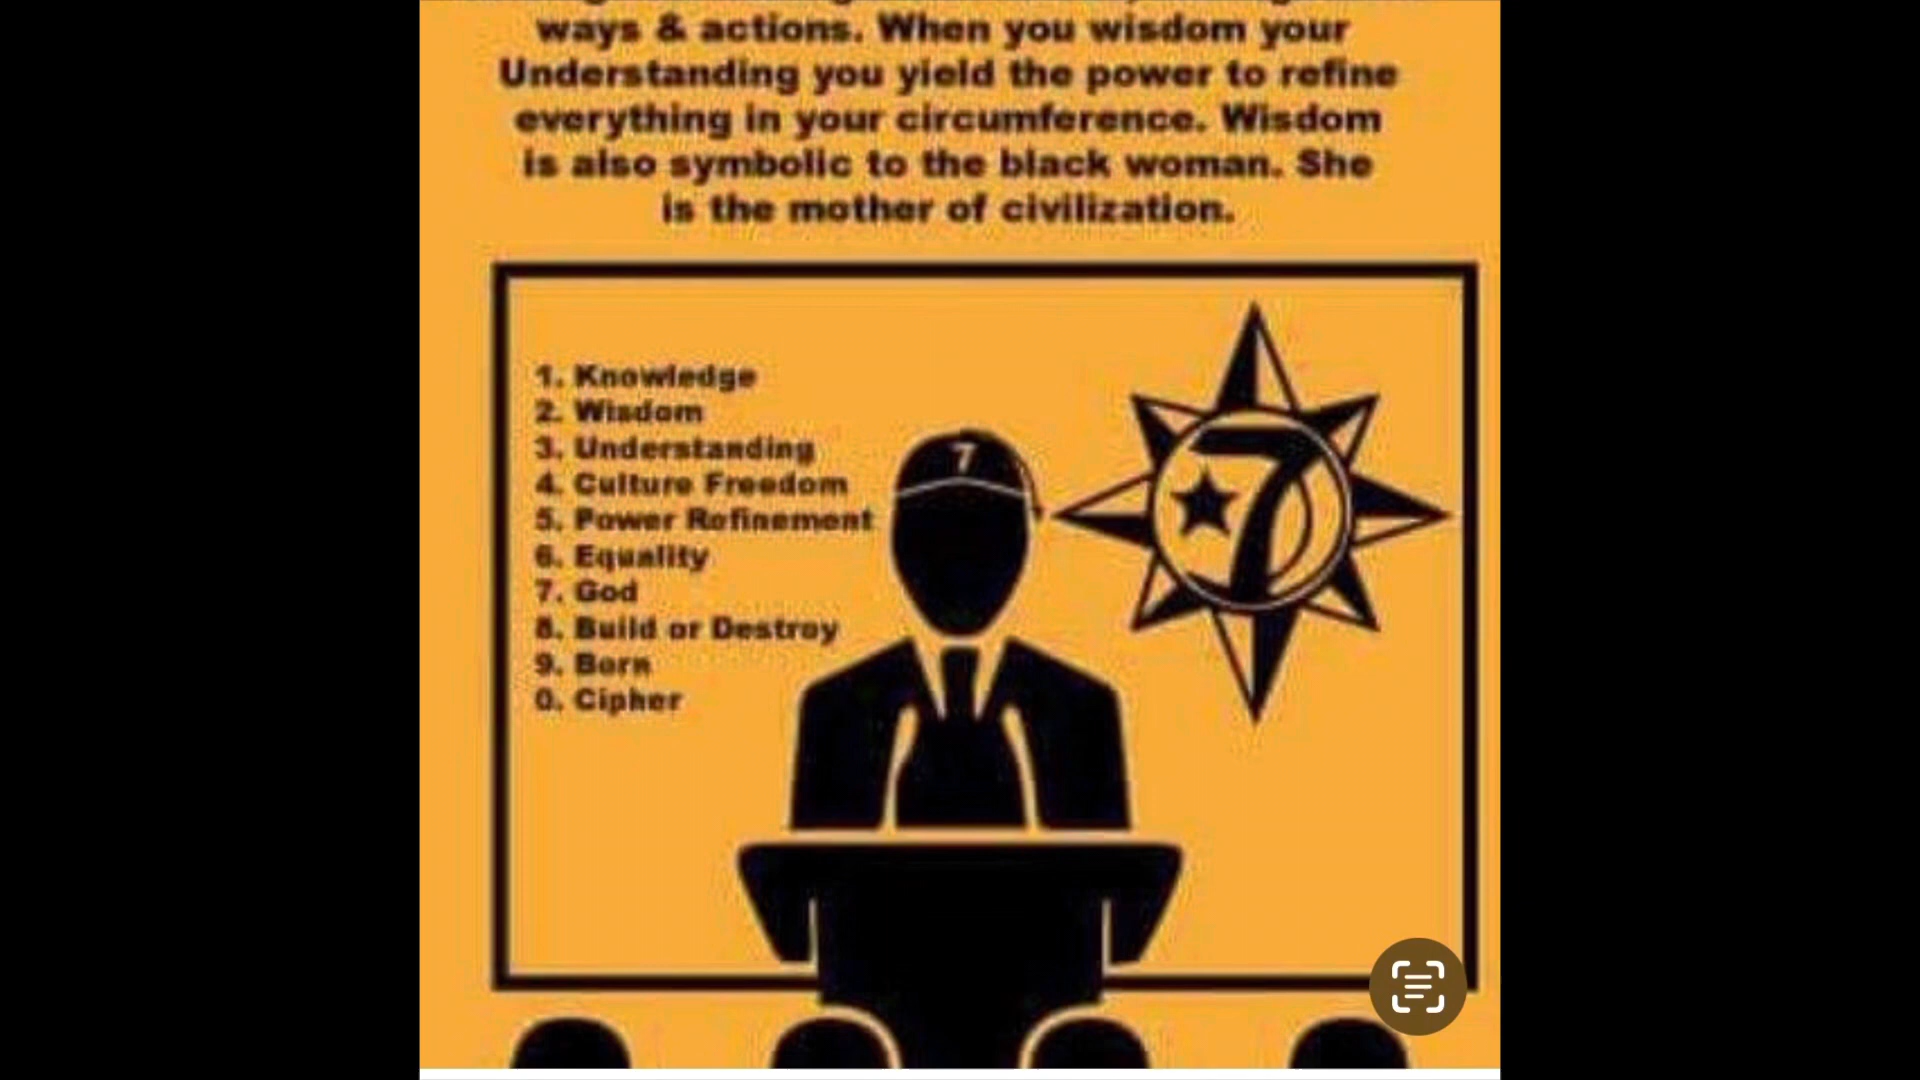 ways & actions. When you wisdom your
Understanding you yield the power to refine
everything in your circumference. Wisdom
is also symbolic to the black woman. She
is the mother of civilization.
1. Knowledge
2. Wisdom
3. Understanding
4. Culture Freedom
5. Power Refinement
6. Equality
7. God
8. Build or Destroy
9. Born
0. Cipher
7
7